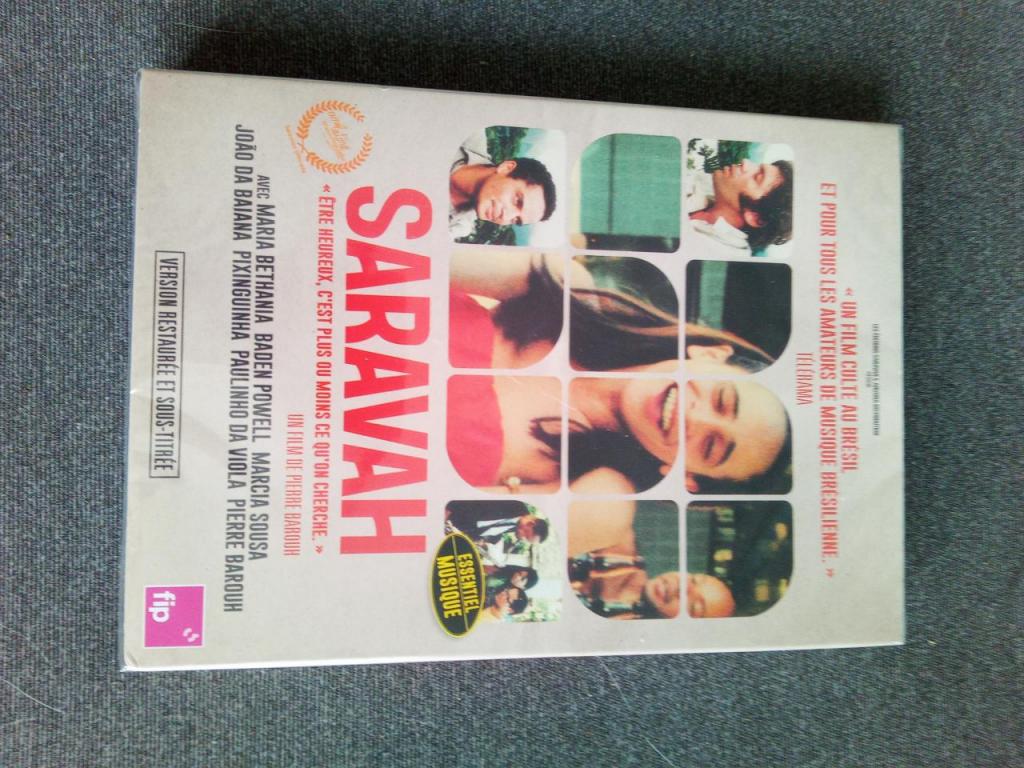 « UN FILM CULTE AU BRÉSIL
ET POUR TOUS LES AMATEURS DE MUSIQUE BRÉSILIENNE. »
TÉLÉRAMA
ESSENTIEL
MUSIQUE
SARAVAH
« ÊTRE HEUREUX, C'EST PLUS OU MOINS CE QU'ON CHERCHE. »
UN FILM DE PIERRE BAROUH
AVEC MARIA BETHANIA BADEN POWELL MARCIA SOUSA
JOÃO DA BAIANA PIXINGUINHA PAULINHO DA VIOLA PIERRE BAROUH
VERSION RESTAURÉE ET SOUS-TITRÉE
fip